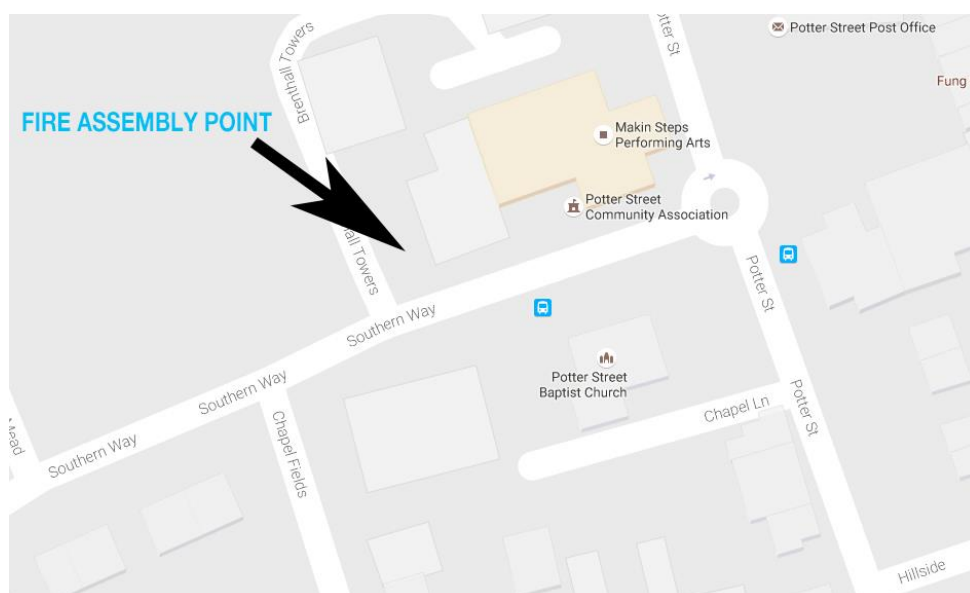 Brenthall Towers
otter St
Potter Street Post Office
Fung
FIRE ASSEMBLY POINT
Makin Steps
Performing Arts
Potter Street
Community Association
all Towers
Potter St
Southern Way
Potter Street
Baptist Church
Southern Way
Chapel Ln
Potter St
Mead
Southern Way
Chapel Fields
Hillside